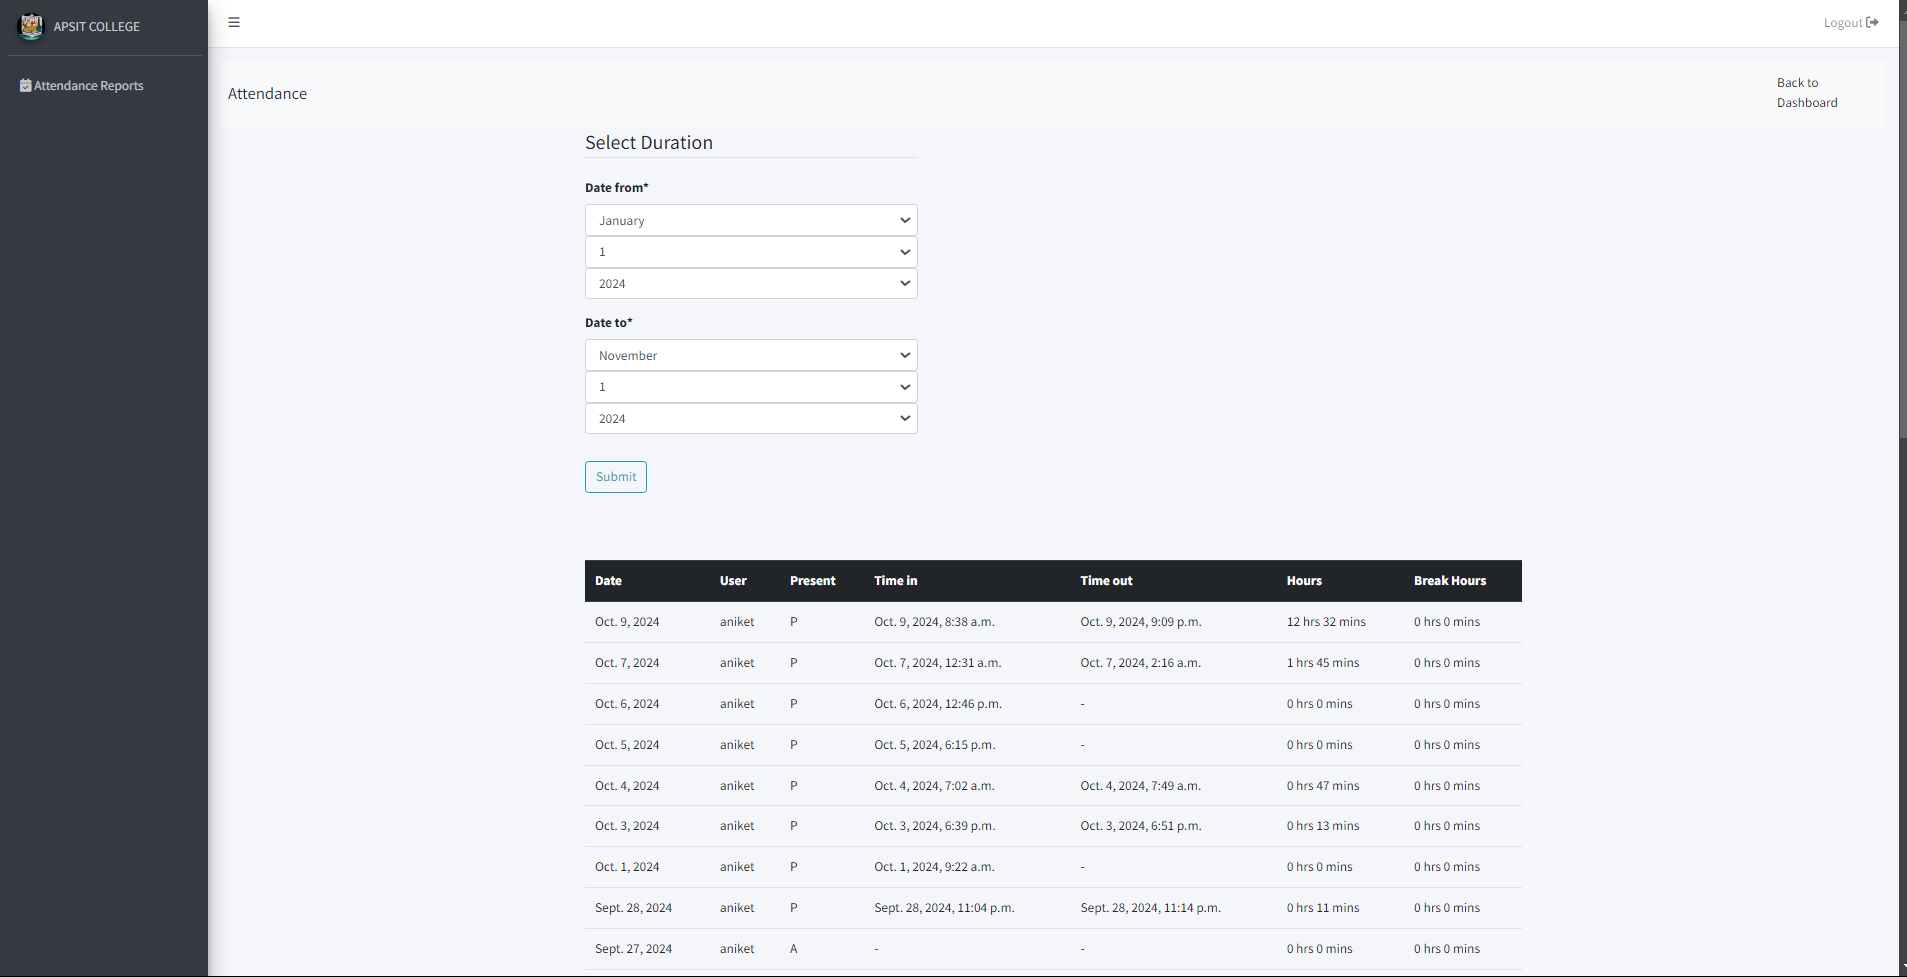 APSIT COLLEGE
Logout
Attendance Reports
Attendance
Back to
Dashboard
Select Duration
Date from*
January
1
2024
Date to*
November
1
2024
Submit
Date User Present Time in Time out Hours Break Hours
Oct. 9, 2024 aniket P Oct. 9, 2024, 8:38 a.m. Oct. 9, 2024, 9:09 p.m. 12 hrs 32 mins 0 hrs 0 mins
Oct. 7, 2024 aniket P Oct. 7, 2024, 12:31 a.m. Oct. 7, 2024, 2:16 a.m. 1 hrs 45 mins 0 hrs 0 mins
Oct. 6, 2024 aniket P Oct. 6, 2024, 12:46 p.m. - 0 hrs 0 mins 0 hrs 0 mins
Oct. 5, 2024 aniket P Oct. 5, 2024, 6:15 p.m. - 0 hrs 0 mins 0 hrs 0 mins
Oct. 4, 2024 aniket P Oct. 4, 2024, 7:02 a.m. Oct. 4, 2024, 7:49 a.m. 0 hrs 47 mins 0 hrs 0 mins
Oct. 3, 2024 aniket P Oct. 3, 2024, 6:39 p.m. Oct. 3, 2024, 6:51 p.m. 0 hrs 13 mins 0 hrs 0 mins
Oct. 1, 2024 aniket P Oct. 1, 2024, 9:22 a.m. - 0 hrs 0 mins 0 hrs 0 mins
Sept. 28, 2024 aniket P Sept. 28, 2024, 11:04 p.m. Sept. 28, 2024, 11:14 p.m. 0 hrs 11 mins 0 hrs 0 mins
Sept. 27, 2024 aniket A - - 0 hrs 0 mins 0 hrs 0 mins